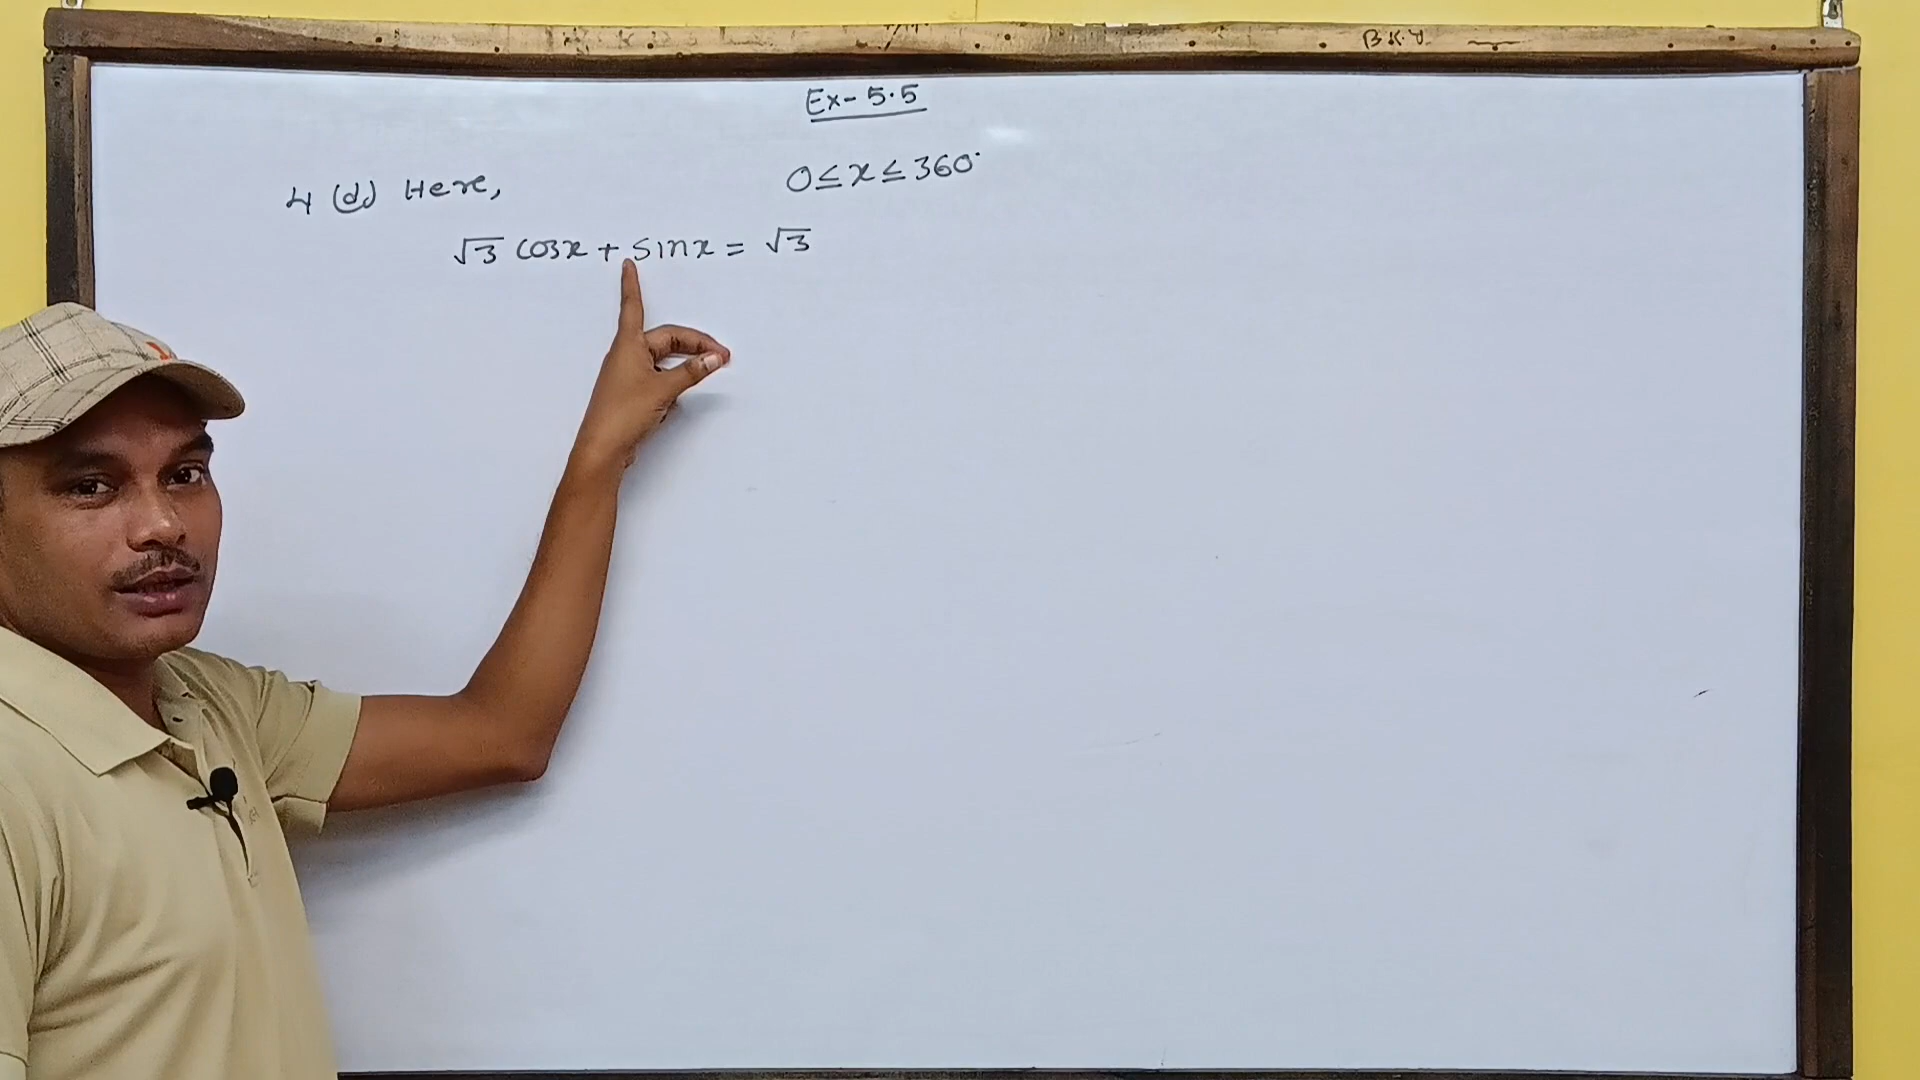 B.K.Y.
Ex- 5.5
4 (d) Here,
0≤x≤360°
√3 cosx + sinx = √3